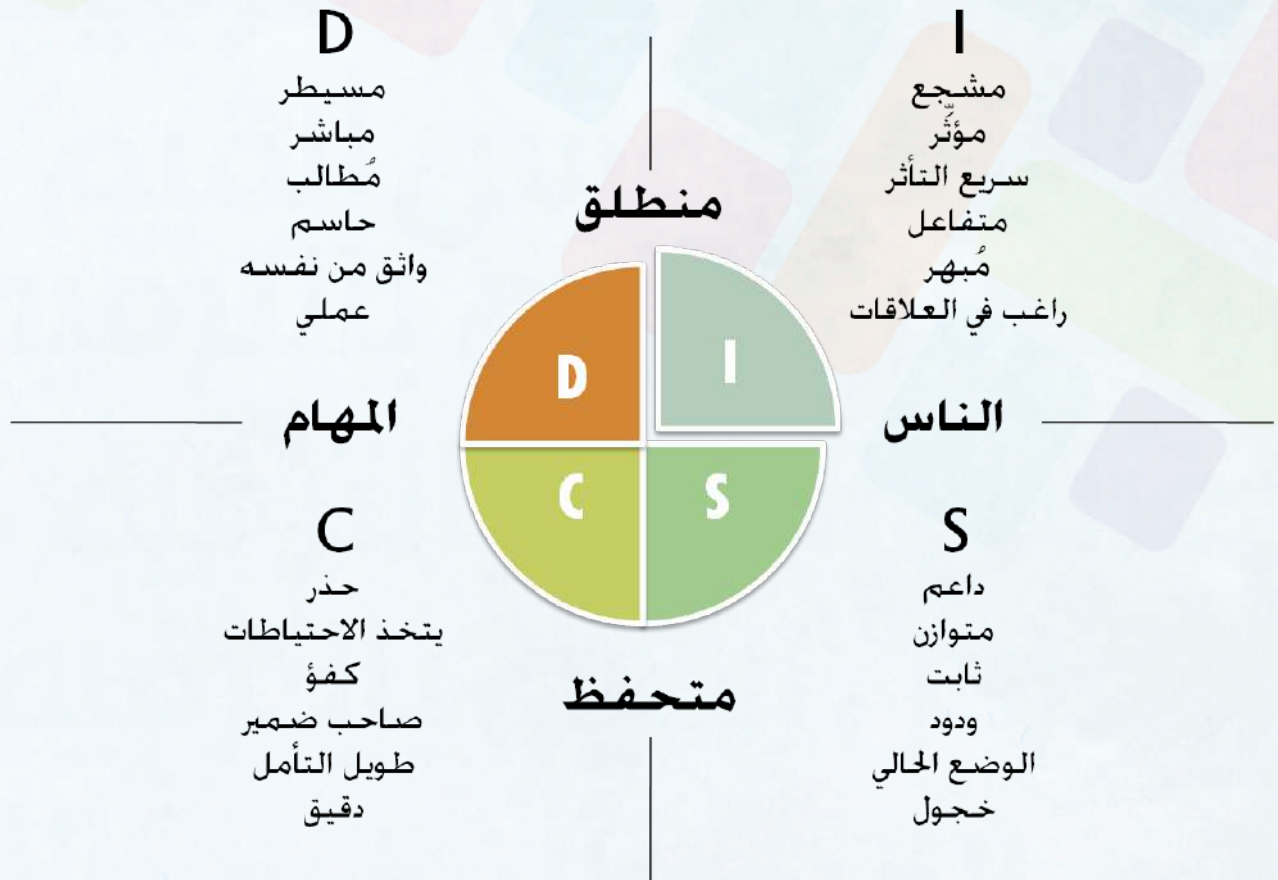 D
مسيطر
مباشر
مُطالب
حاسم
واثق من نفسه
عملي
منطلق
I
مشجع
مؤثِّر
سريع التأثر
متفاعل
مُبهر
راغب في العلاقات
D
I
المهام
الناس
C
S
C
حذر
يتخذ الاحتياطات
كفؤ
صاحب ضمير
طويل التأمل
دقيق
متحفظ
S
داعم
متوازن
ثابت
ودود
الوضع الحالي
خجول